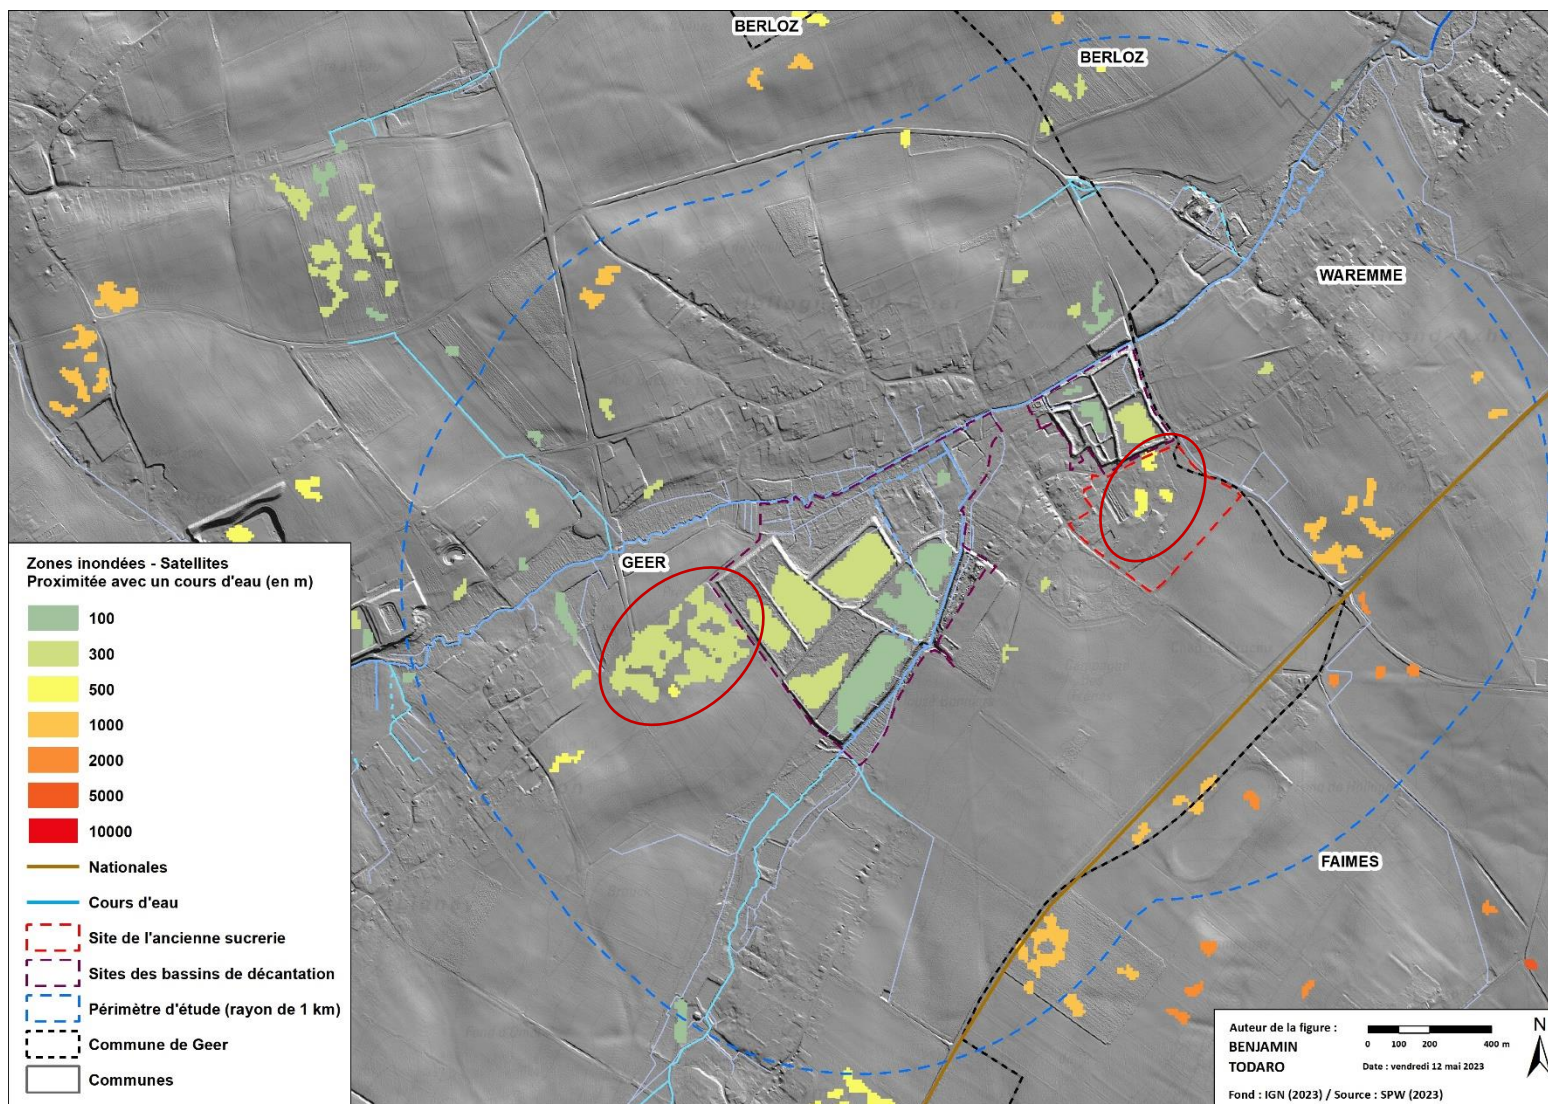 BERLOZ
BERLOZ
WAREMME
GEER
FAIMES
Zones inondées - Satellites
Proximitée avec un cours d'eau (en m)
100
300
500
1000
2000
5000
10000
Nationales
Cours d'eau
Site de l'ancienne sucrerie
Sites des bassins de décantation
Périmètre d'étude (rayon de 1 km)
Commune de Geer
Communes
Auteur de la figure :
BENJAMIN
TODARO
0 100 200 400 m
Date : vendredi 12 mai 2023
N
Fond : IGN (2023) / Source : SPW (2023)